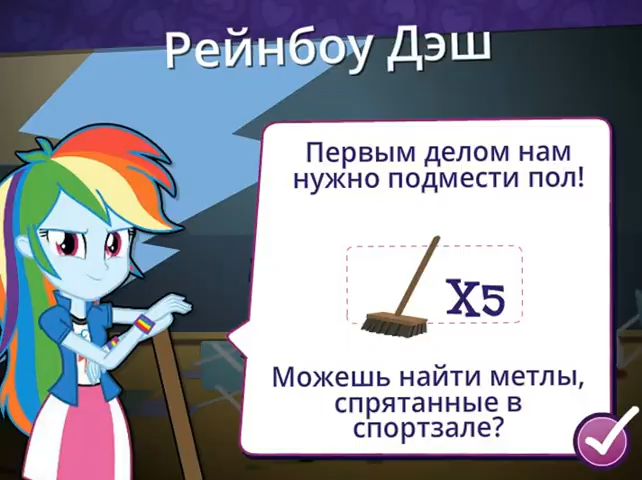 Рейнбоу Дэш
Первым делом нам
нужно подмести пол!
X5
Можешь найти метлы,
спрятанные в
спортзале?